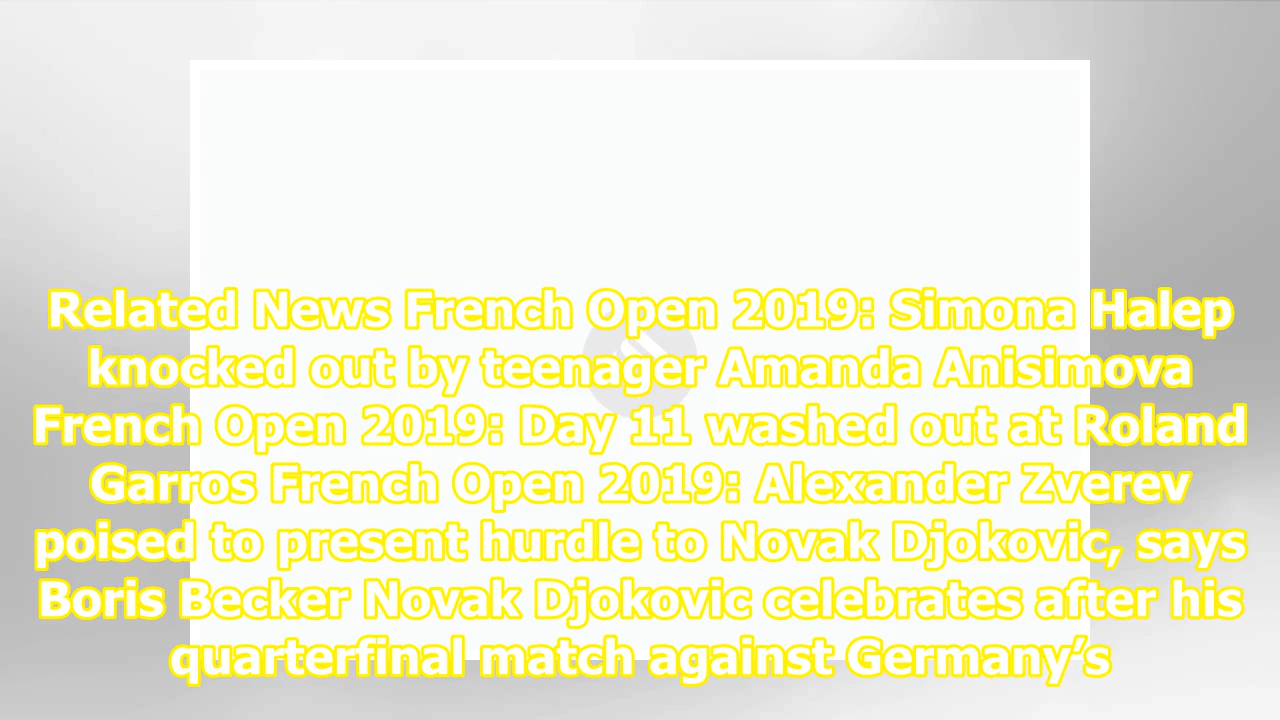 Related News French Open 2019: Simona Halep
knocked out by teenager Amanda Anisimova
French Open 2019: Day 11 washed out at Roland
Garros French Open 2019: Alexander Zverev
poised to present hurdle to Novak Djokovic, says
Boris Becker Novak Djokovic celebrates after his
quarterfinal match against Germany’s